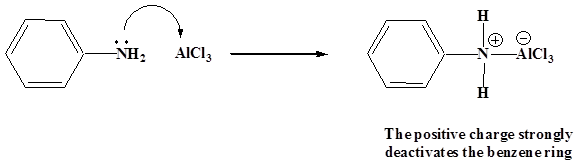 H
NH₂ AlCl₃ N ⊕ ⊖ AlCl₃
H
The positive charge strongly
deactivates the benzene ring